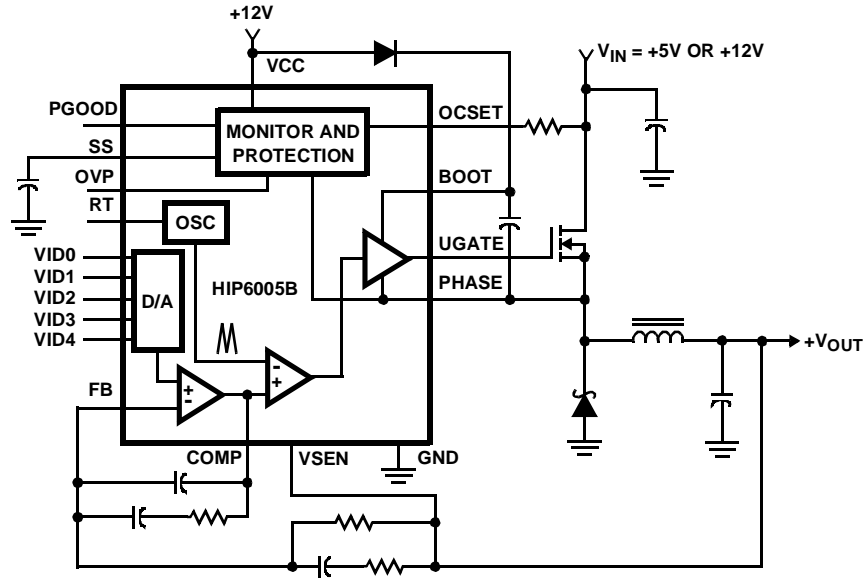 +12V
VCC
V_IN = +5V OR +12V
PGOOD
MONITOR AND
PROTECTION
OCSET
SS
OVP
BOOT
RT
OSC
UGATE
VID0
VID1
VID2
VID3
VID4
D/A
HIP6005B
PHASE
+V_OUT
FB
+
-
-
+
COMP
VSEN
GND